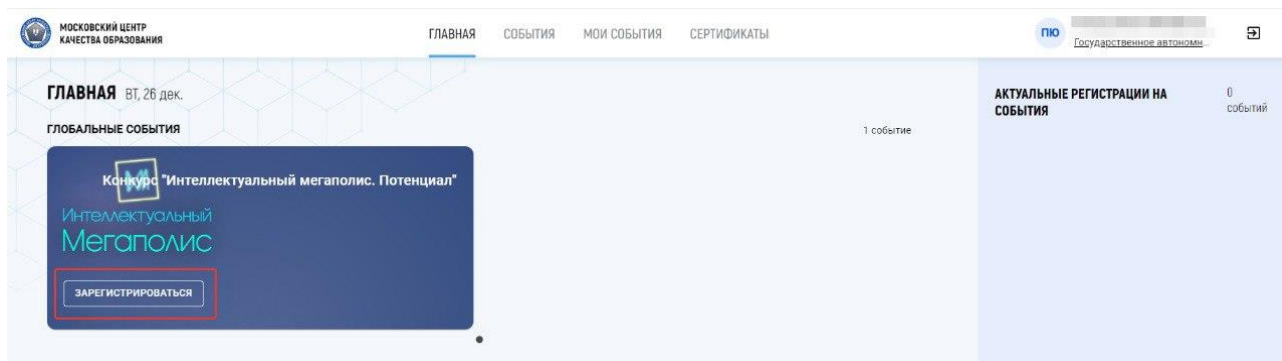 МОСКОВСКИЙ ЦЕНТР
КАЧЕСТВА ОБРАЗОВАНИЯ
ГЛАВНАЯ СОБЫТИЯ МОИ СОБЫТИЯ СЕРТИФИКАТЫ
ПЮ
Государственное автономн...
ГЛАВНАЯ ВТ, 26 дек.
ГЛОБАЛЬНЫЕ СОБЫТИЯ
1 событие
Конкурс "Интеллектуальный мегаполис. Потенциал"
Интеллектуальный
Мегаполис
ЗАРЕГИСТРИРОВАТЬСЯ
АКТУАЛЬНЫЕ РЕГИСТРАЦИИ НА
СОБЫТИЯ
0
событий